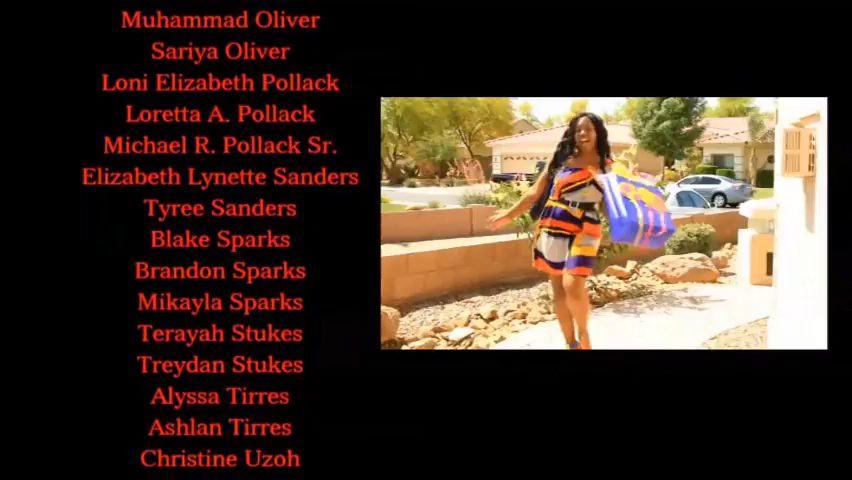 Muhammad Oliver
Sariya Oliver
Loni Elizabeth Pollack
Loretta A. Pollack
Michael R. Pollack Sr.
Elizabeth Lynette Sanders
Tyree Sanders
Blake Sparks
Brandon Sparks
Mikayla Sparks
Terayah Stukes
Treydan Stukes
Alyssa Tirres
Ashlan Tirres
Christine Uzoh